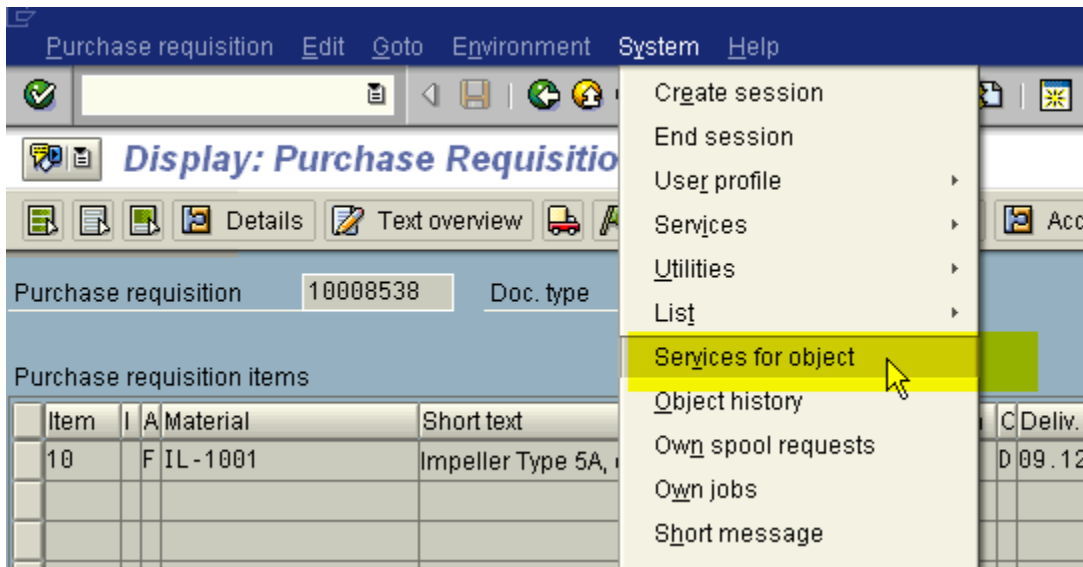 Purchase requisition Edit Goto Environment System Help
Create session
End session
Display: Purchase Requisitio
User profile
Details Text overview Services Acc
Utilities
Purchase requisition 10008538 Doc. type
List
Services for object
Purchase requisition items
Object history
Item I A Material Short text C Deliv.
Own spool requests
10 F IL-1001 Impeller Type 5A, D 09.12
Own jobs
Short message